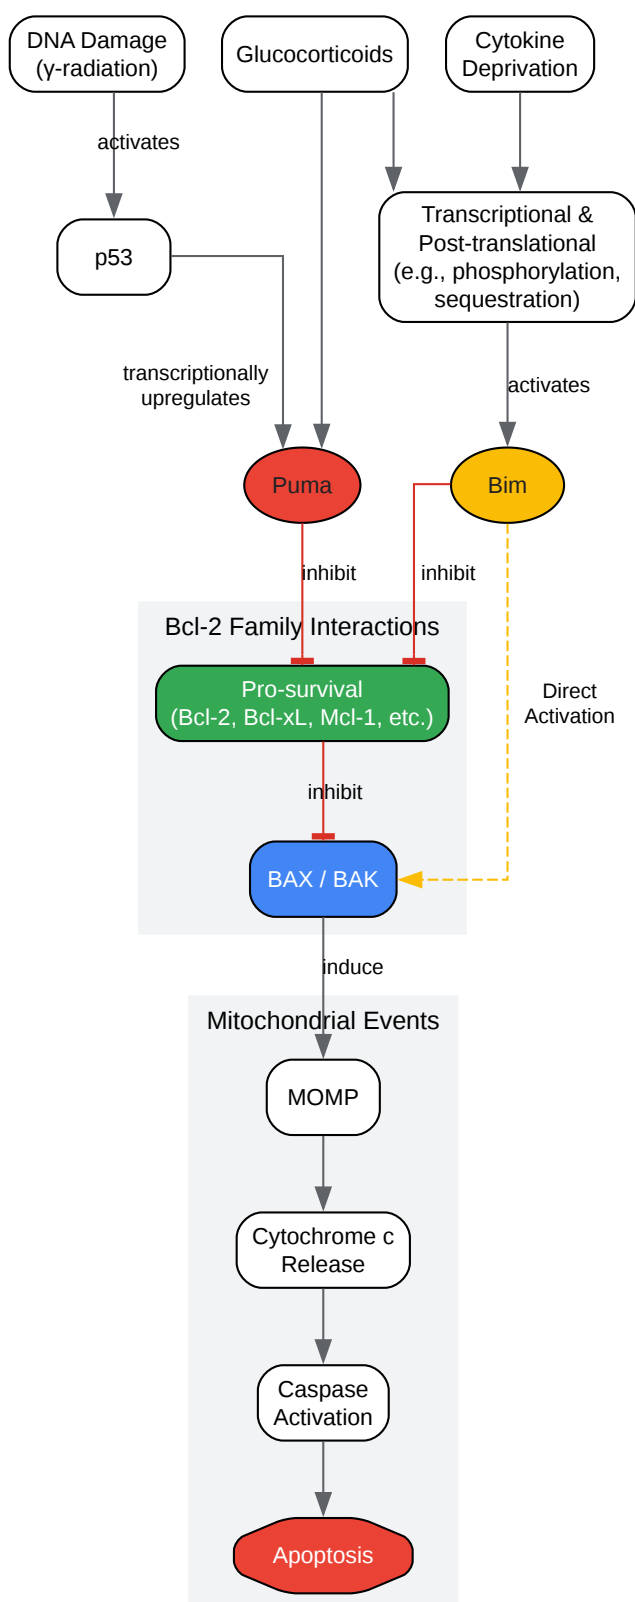 DNA Damage
(γ-radiation)
Glucocorticoids
Cytokine
Deprivation
activates
p53
Transcriptional &
Post-translational
(e.g., phosphorylation,
sequestration)
transcriptionally
upregulates
activates
Puma
Bim
inhibit
inhibit
Bcl-2 Family Interactions
Pro-survival
(Bcl-2, Bcl-xL, Mcl-1, etc.)
Direct
Activation
inhibit
BAX / BAK
induce
Mitochondrial Events
MOMP
Cytochrome c
Release
Caspase
Activation
Apoptosis